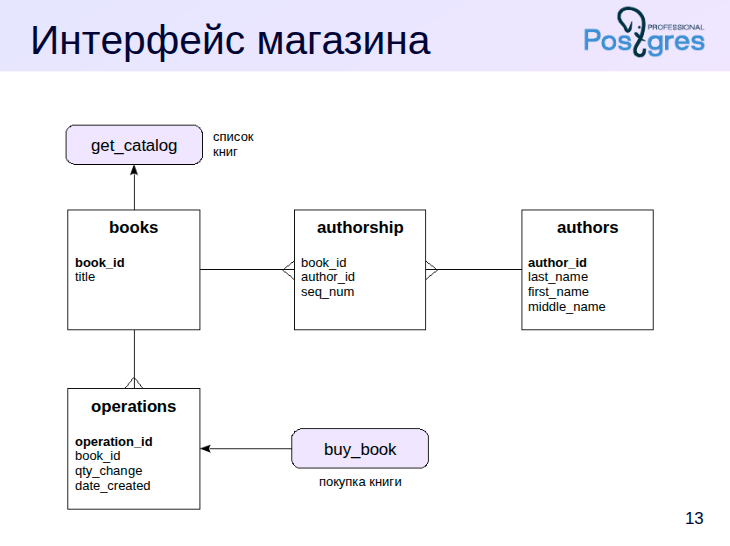 Интерфейс магазина
PROFESSIONAL
Postgres
get_catalog
список
книг
books
book_id
title
authorship
book_id
author_id
seq_num
authors
author_id
last_name
first_name
middle_name
operations
operation_id
book_id
qty_change
date_created
buy_book
покупка книги
13